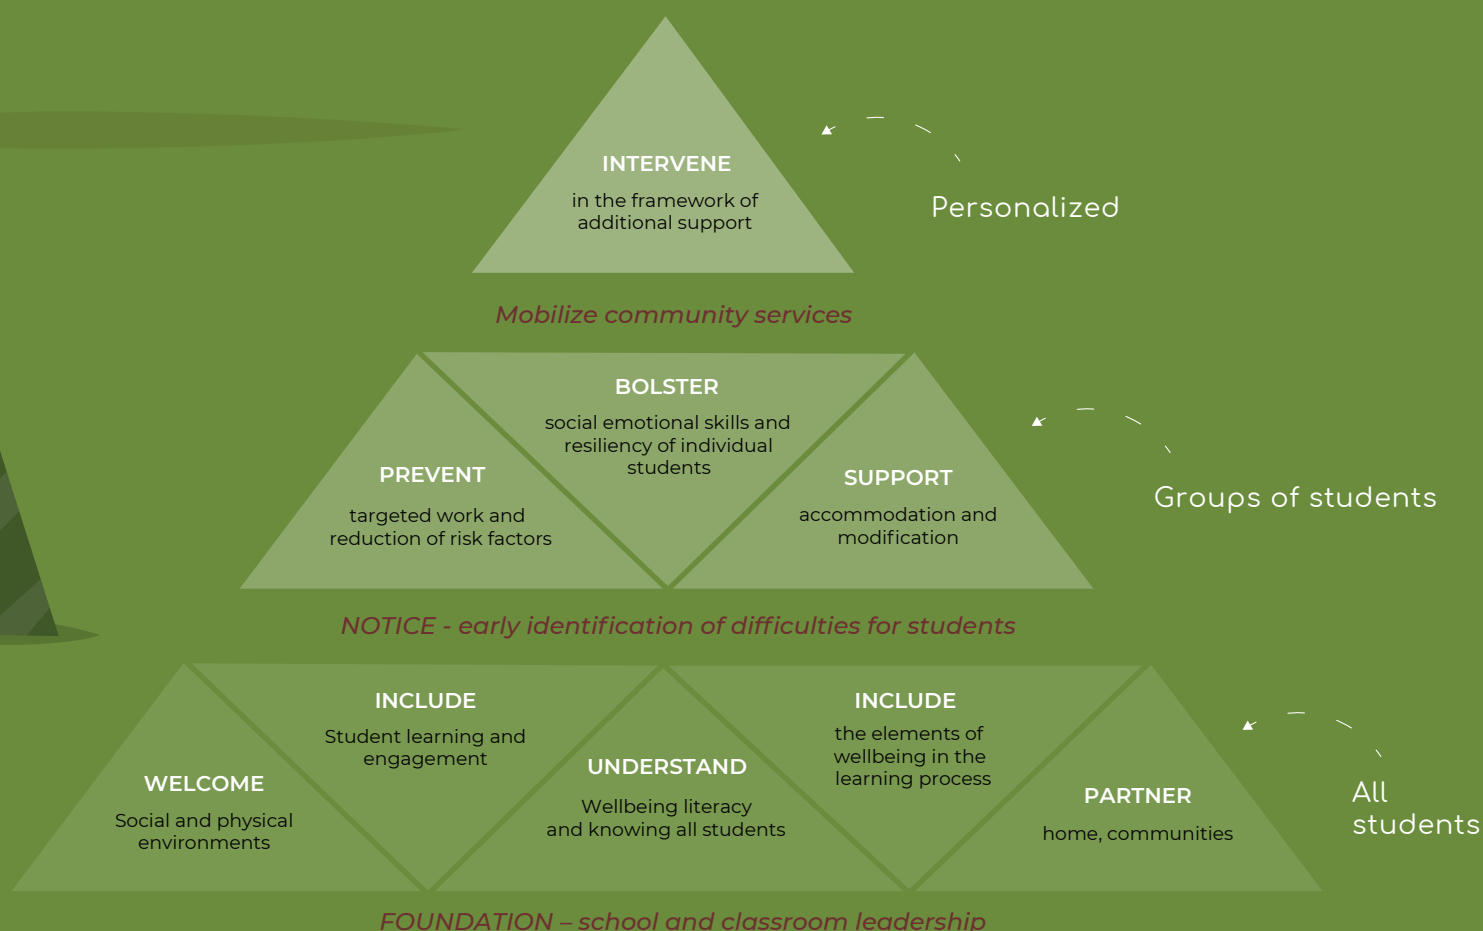 INTERVENE
in the framework of
additional support
Personalized
Mobilize community services
BOLSTER
social emotional skills and
resiliency of individual
students
PREVENT
targeted work and
reduction of risk factors
SUPPORT
accommodation and
modification
Groups of students
NOTICE - early identification of difficulties for students
INCLUDE
Student learning and
engagement
INCLUDE
the elements of
wellbeing in the
learning process
WELCOME
Social and physical
environments
UNDERSTAND
Wellbeing literacy
and knowing all students
PARTNER
home, communities
All
students
FOUNDATION – school and classroom leadership